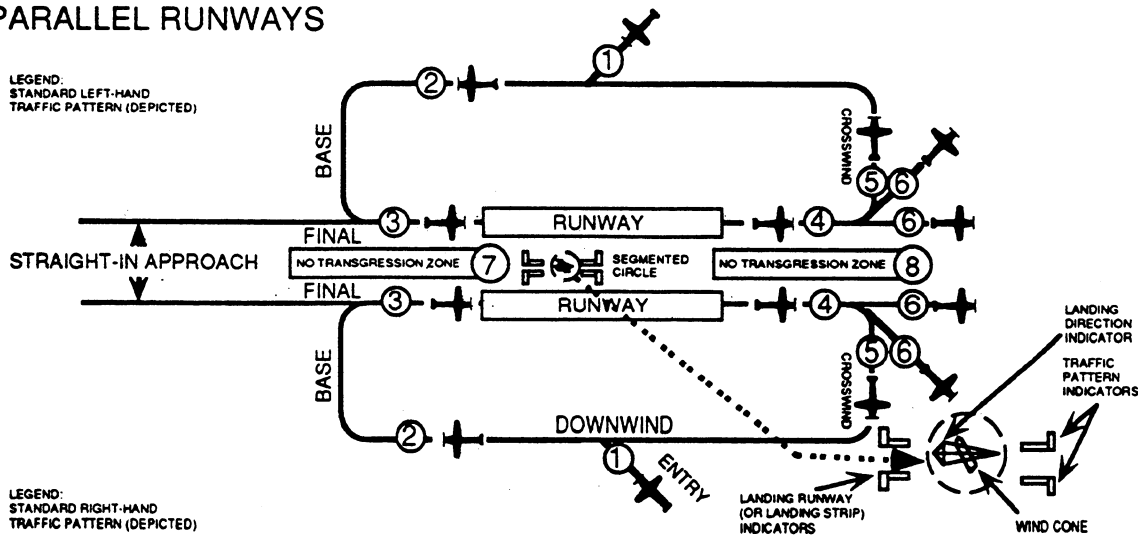 PARALLEL RUNWAYS
LEGEND:
STANDARD LEFT-HAND
TRAFFIC PATTERN (DEPICTED)
1
2
BASE
CROSSWIND
5
6
3
RUNWAY
4
6
FINAL
STRAIGHT-IN APPROACH
NO TRANSGRESSION ZONE
7
SEGMENTED
CIRCLE
NO TRANSGRESSION ZONE
8
FINAL
3
RUNWAY
4
6
LANDING
DIRECTION
INDICATOR
BASE
CROSSWIND
5
6
TRAFFIC
PATTERN
INDICATORS
2
DOWNWIND
1
ENTRY
LEGEND:
STANDARD RIGHT-HAND
TRAFFIC PATTERN (DEPICTED)
LANDING RUNWAY
(OR LANDING STRIP)
INDICATORS
WIND CONE